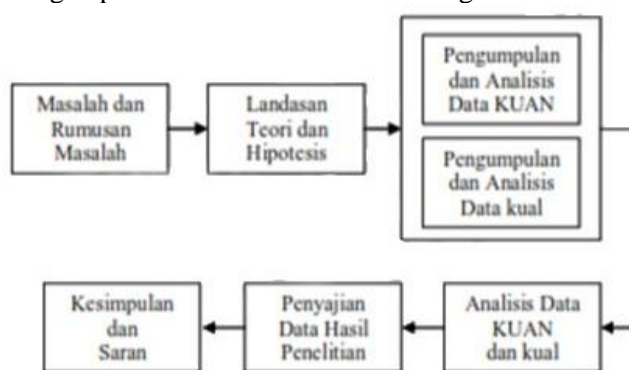 Masalah dan
Rumusan
Masalah
Landasan
Teori dan
Hipotesis
Pengumpulan
dan Analisis
Data KUAN
Pengumpulan
dan Analisis
Data kual
Analisis Data
KUAN
dan kual
Penyajian
Data Hasil
Penelitian
Kesimpulan
dan
Saran